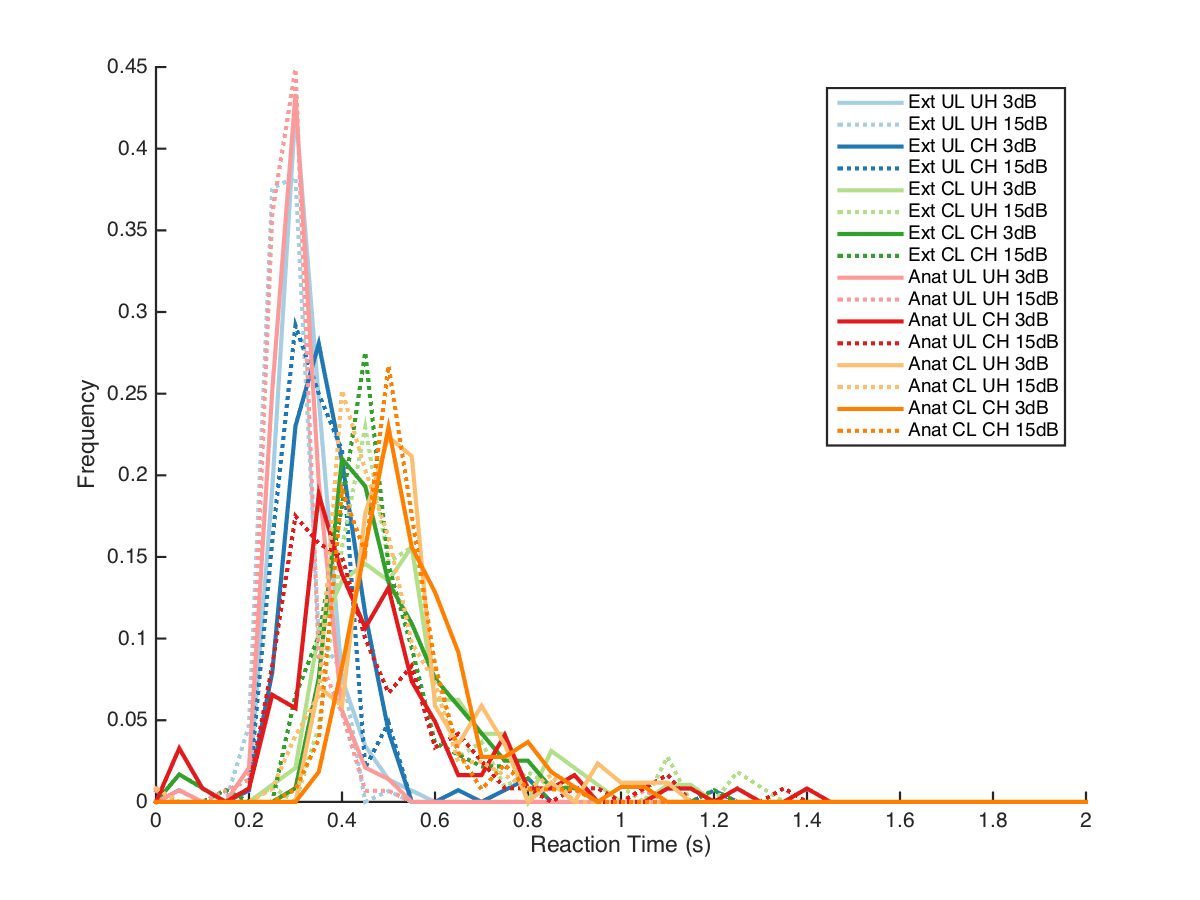 0.45
0.4
0.35
0.3
0.25
0.2
0.15
0.1
0.05
0
Frequency
0 0.2 0.4 0.6 0.8 1 1.2 1.4 1.6 1.8 2
Reaction Time (s)
Ext UL UH 3dB
Ext UL UH 15dB
Ext UL CH 3dB
Ext UL CH 15dB
Ext CL UH 3dB
Ext CL UH 15dB
Ext CL CH 3dB
Ext CL CH 15dB
Anat UL UH 3dB
Anat UL UH 15dB
Anat UL CH 3dB
Anat UL CH 15dB
Anat CL UH 3dB
Anat CL UH 15dB
Anat CL CH 3dB
Anat CL CH 15dB